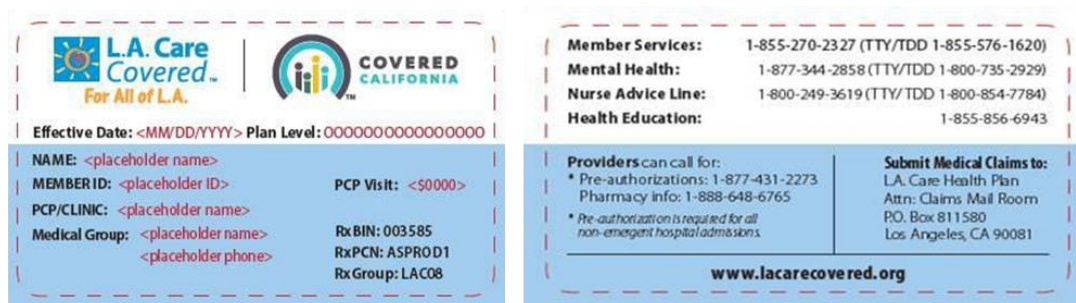 L.A. Care
Covered™
For All of L.A.
COVERED
CALIFORNIA™
Effective Date: <MM/DD/YYYY> Plan Level: OOOOOOOOOOOOOOOO
NAME: <placeholder name>
MEMBER ID: <placeholder ID>
PCP Visit: <$0000>
PCP/CLINIC: <placeholder name>
Medical Group: <placeholder name>
<placeholder phone>
RxBIN: 003585
RxPCN: ASPROD1
RxGroup: LAC08
Member Services: 1-855-270-2327 (TTY/TDD 1-855-576-1620)
Mental Health: 1-877-344-2858 (TTY/TDD 1-800-735-2929)
Nurse Advice Line: 1-800-249-3619 (TTY/TDD 1-800-854-7784)
Health Education: 1-855-856-6943
Providers can call for:
* Pre-authorizations: 1-877-431-2273
Pharmacy info: 1-888-648-6765
* Pre-authorization is required for all
non-emergent hospital admissions.
Submit Medical Claims to:
L.A. Care Health Plan
Attn: Claims Mail Room
P.O. Box 811580
Los Angeles, CA 90081
www.lacarecovered.org